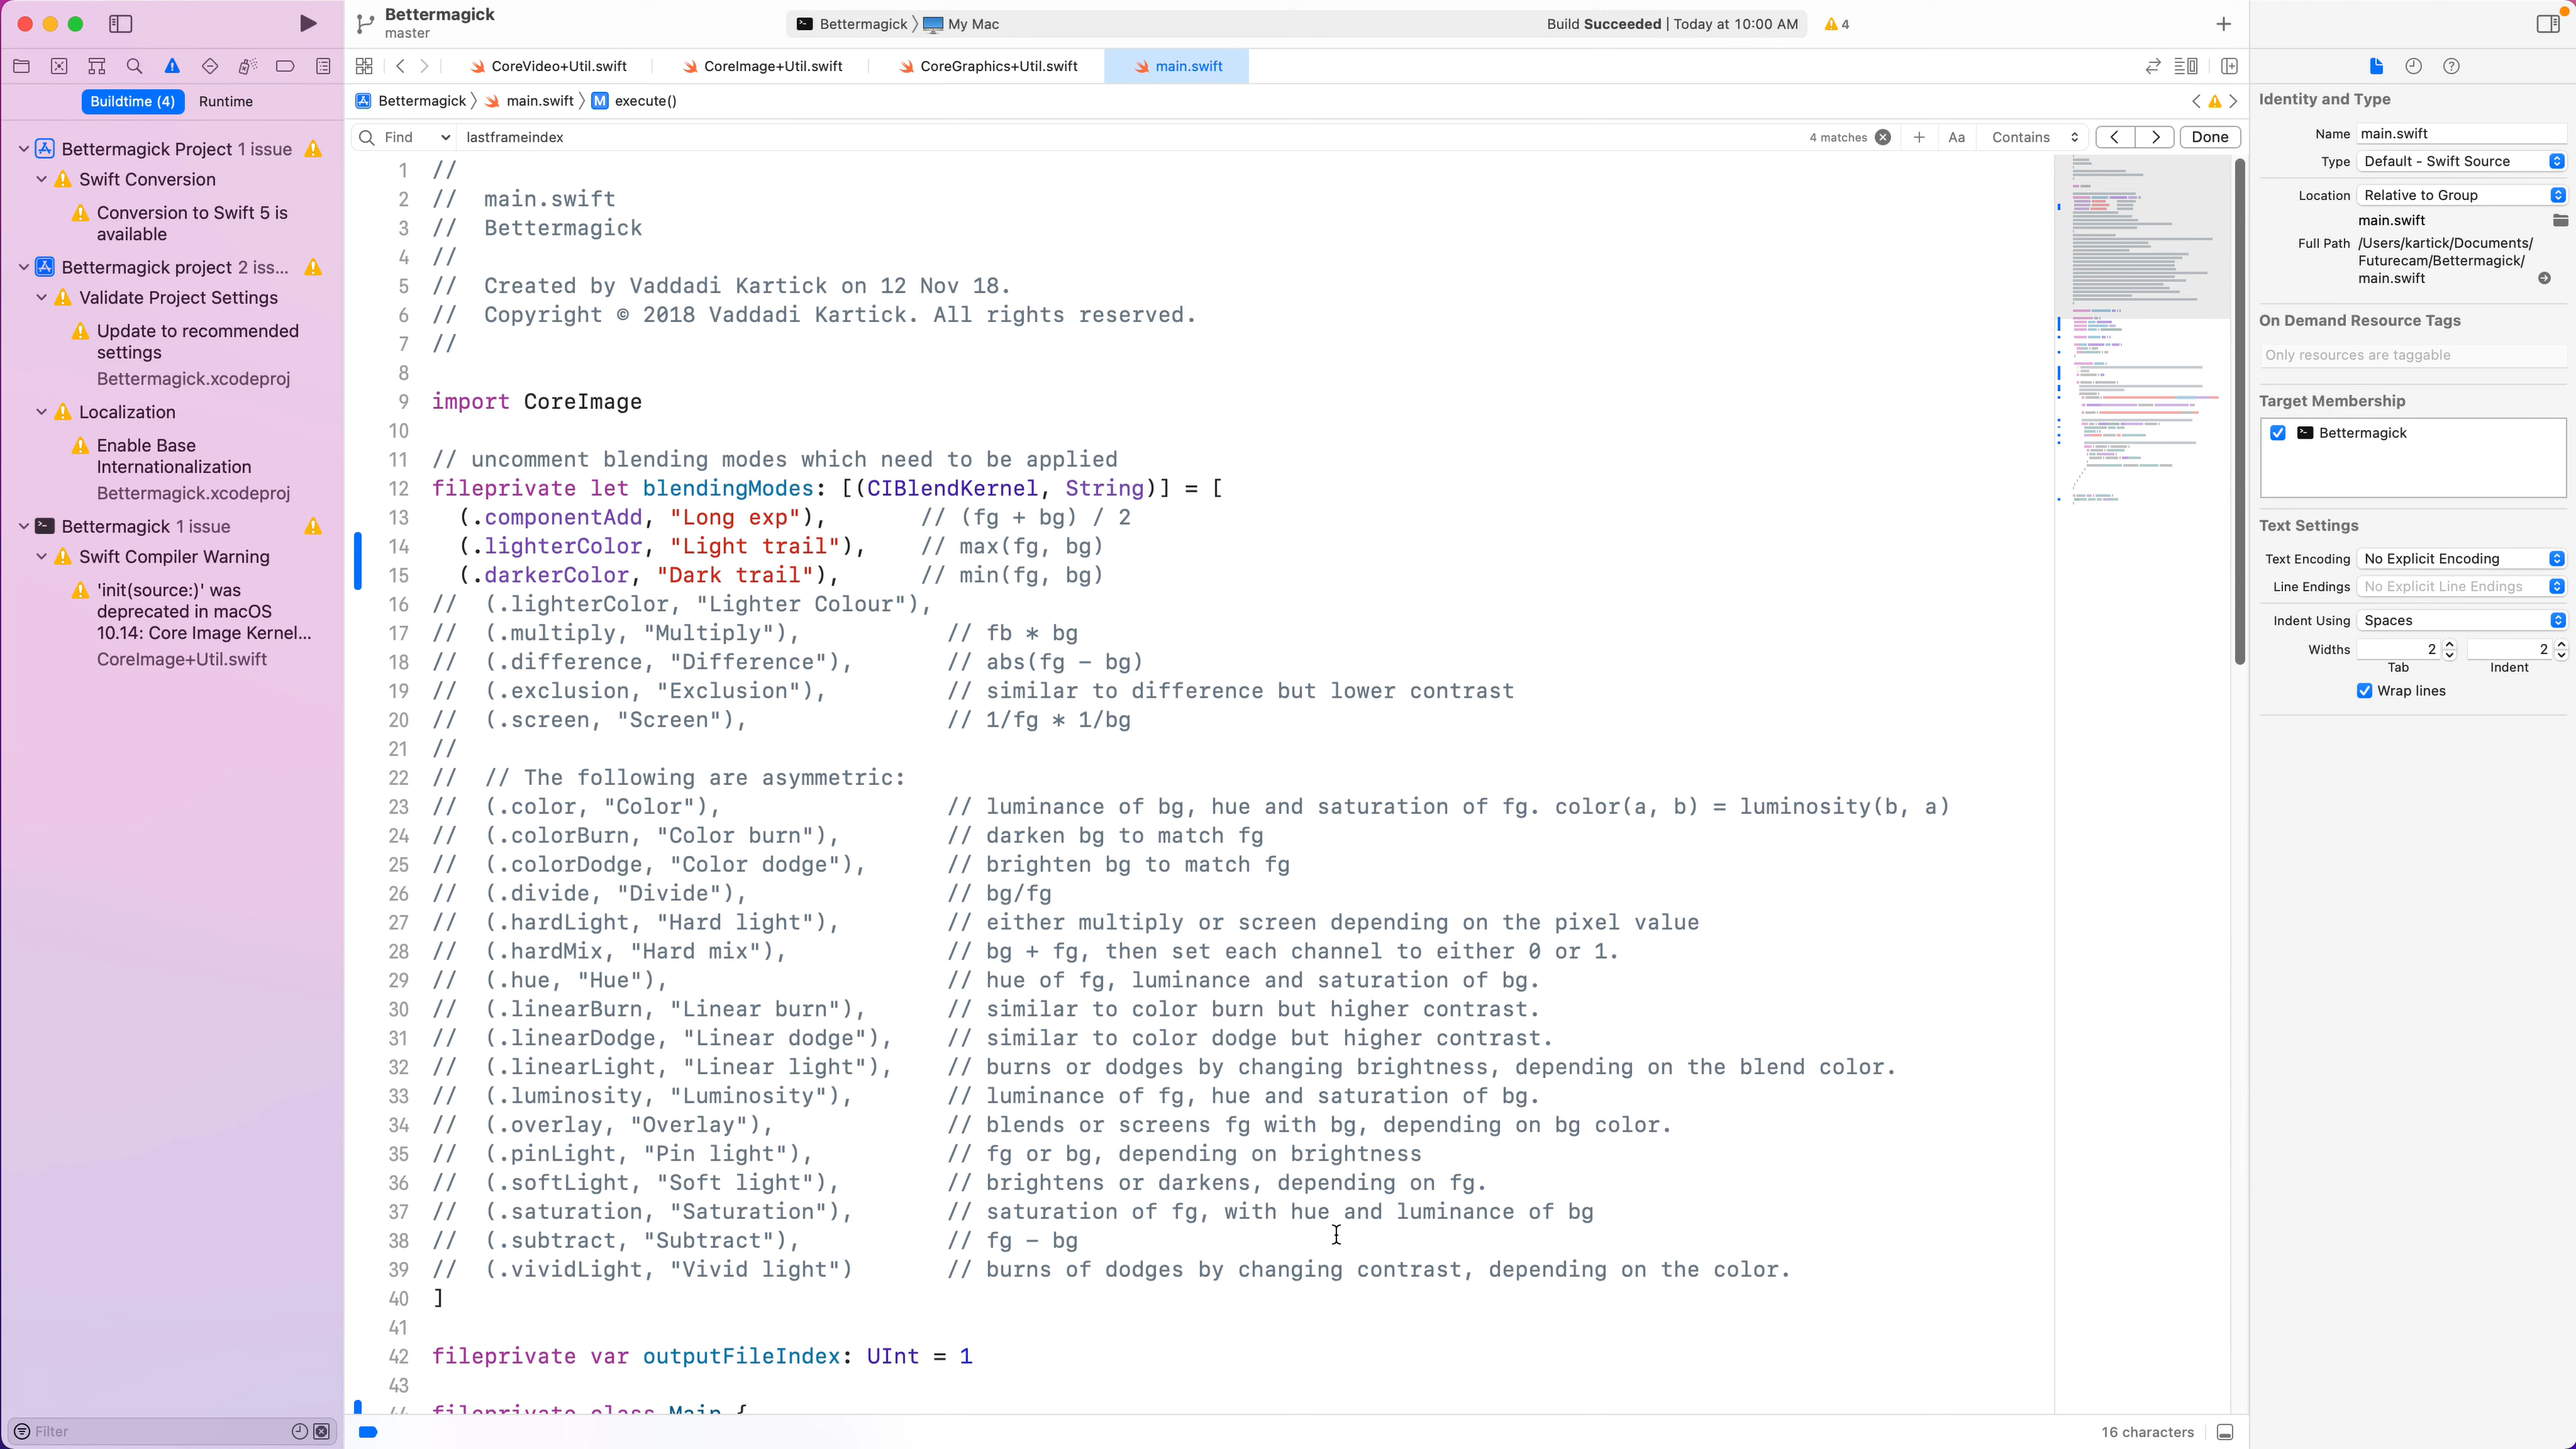 Bettermagick
master
Bettermagick 〉 My Mac
Build Succeeded | Today at 10:00 AM
4
CoreVideo+Util.swift
CoreImage+Util.swift
CoreGraphics+Util.swift
main.swift
Buildtime (4)
Runtime
Bettermagick 〉 main.swift 〉 M execute()
Find
lastframeindex
4 matches
Aa
Contains
Done
Bettermagick Project 1 issue
Swift Conversion
Conversion to Swift 5 is
available
Bettermagick project 2 iss...
Validate Project Settings
Update to recommended
settings
Bettermagick.xcodeproj
Localization
Enable Base
Internationalization
Bettermagick.xcodeproj
Bettermagick 1 issue
Swift Compiler Warning
'init(source:)' was
deprecated in macOS
10.14: Core Image Kernel...
CoreImage+Util.swift
Filter
1 //
2 //  main.swift
3 //  Bettermagick
4 //
5 //  Created by Vaddadi Kartick on 12 Nov 18.
6 //  Copyright © 2018 Vaddadi Kartick. All rights reserved.
7 //
8
9 import CoreImage
10
11 // uncomment blending modes which need to be applied
12 fileprivate let blendingModes: [(CIBlendKernel, String)] = [
13   (.componentAdd, "Long exp"),       // (fg + bg) / 2
14   (.lighterColor, "Light trail"),    // max(fg, bg)
15   (.darkerColor, "Dark trail"),      // min(fg, bg)
16 //  (.lighterColor, "Lighter Colour"),
17 //  (.multiply, "Multiply"),           // fb * bg
18 //  (.difference, "Difference"),       // abs(fg – bg)
19 //  (.exclusion, "Exclusion"),         // similar to difference but lower contrast
20 //  (.screen, "Screen"),               // 1/fg * 1/bg
21 //
22 //  // The following are asymmetric:
23 //  (.color, "Color"),                 // luminance of bg, hue and saturation of fg. color(a, b) = luminosity(b, a)
24 //  (.colorBurn, "Color burn"),        // darken bg to match fg
25 //  (.colorDodge, "Color dodge"),      // brighten bg to match fg
26 //  (.divide, "Divide"),               // bg/fg
27 //  (.hardLight, "Hard light"),        // either multiply or screen depending on the pixel value
28 //  (.hardMix, "Hard mix"),            // bg + fg, then set each channel to either 0 or 1.
29 //  (.hue, "Hue"),                     // hue of fg, luminance and saturation of bg.
30 //  (.linearBurn, "Linear burn"),      // similar to color burn but higher contrast.
31 //  (.linearDodge, "Linear dodge"),    // similar to color dodge but higher contrast.
32 //  (.linearLight, "Linear light"),    // burns or dodges by changing brightness, depending on the blend color.
33 //  (.luminosity, "Luminosity"),       // luminance of fg, hue and saturation of bg.
34 //  (.overlay, "Overlay"),             // blends or screens fg with bg, depending on bg color.
35 //  (.pinLight, "Pin light"),          // fg or bg, depending on brightness
36 //  (.softLight, "Soft light"),        // brightens or darkens, depending on fg.
37 //  (.saturation, "Saturation"),       // saturation of fg, with hue and luminance of bg
38 //  (.subtract, "Subtract"),           // fg – bg
39 //  (.vividLight, "Vivid light")       // burns of dodges by changing contrast, depending on the color.
40 ]
41
42 fileprivate var outputFileIndex: UInt = 1
43
44 fileprivate class Main {
16 characters
Identity and Type
Name main.swift
Type Default - Swift Source
Location Relative to Group
main.swift
Full Path /Users/kartick/Documents/
Futurecam/Bettermagick/
main.swift
On Demand Resource Tags
Only resources are taggable
Target Membership
Bettermagick
Text Settings
Text Encoding No Explicit Encoding
Line Endings No Explicit Line Endings
Indent Using Spaces
Widths 2 2
Tab Indent
Wrap lines